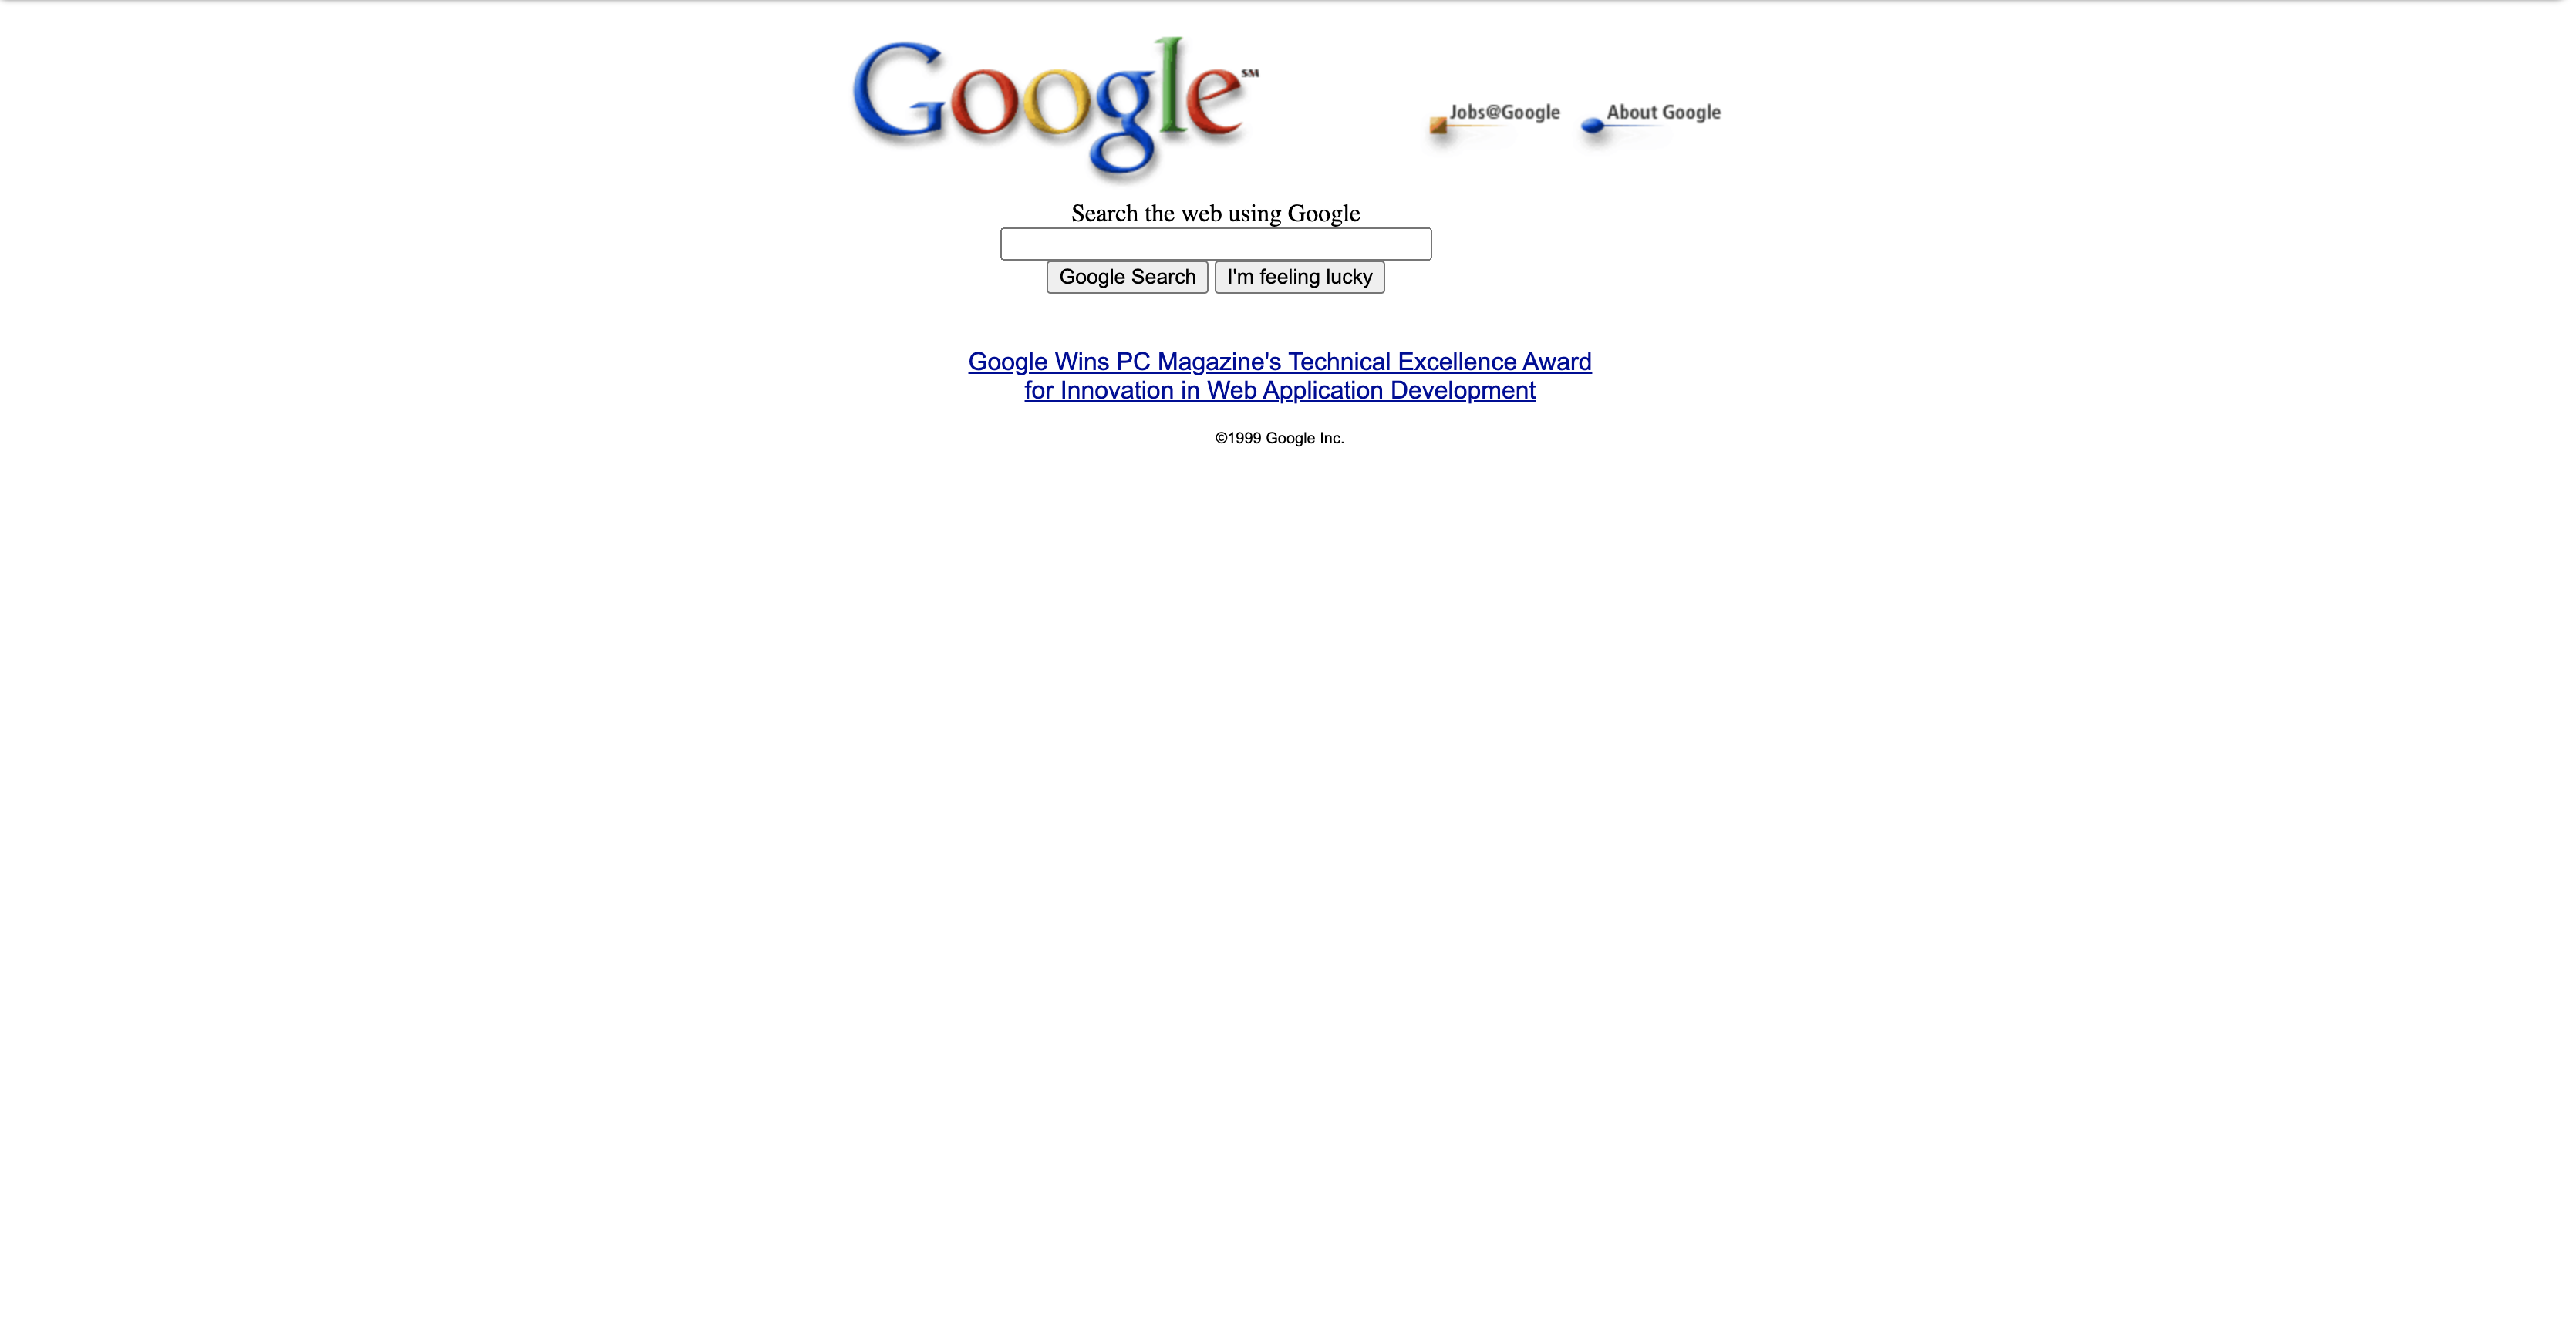 Google℠
Jobs@Google About Google
Search the web using Google
Google Search I'm feeling lucky
Google Wins PC Magazine's Technical Excellence Award
for Innovation in Web Application Development
©1999 Google Inc.